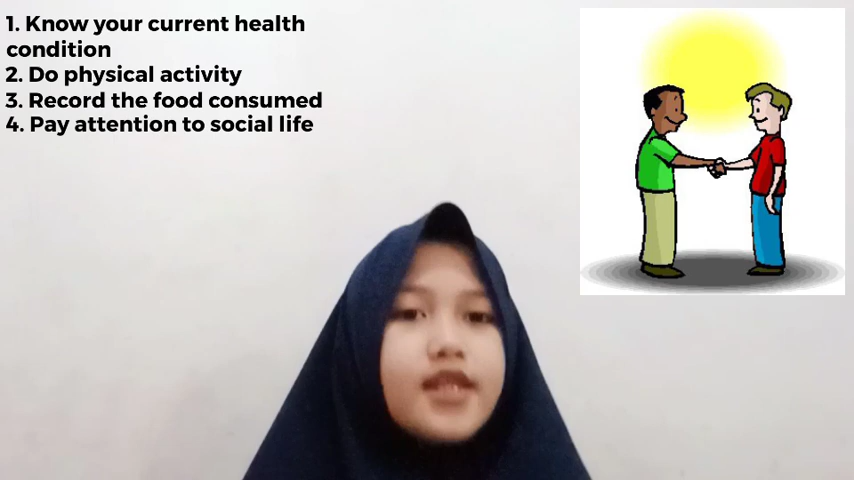 1. Know your current health
condition
2. Do physical activity
3. Record the food consumed
4. Pay attention to social life